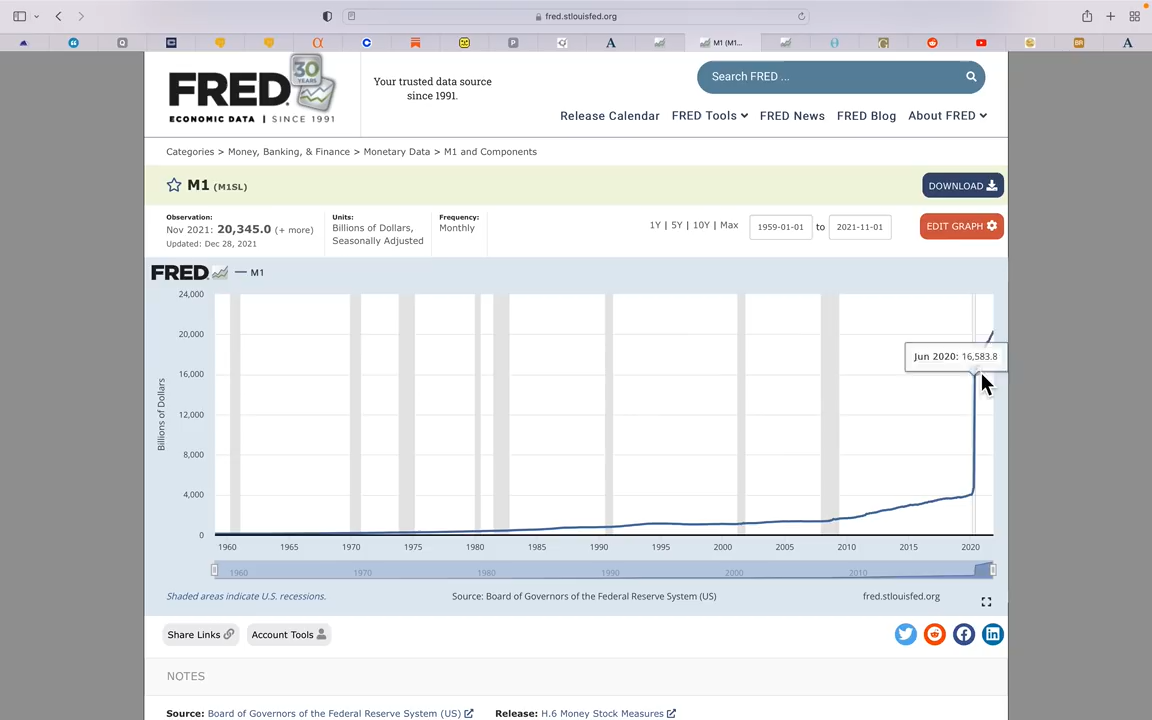 fred.stlouisfed.org
M1 (M1...
FRED
30
YEARS
ECONOMIC DATA | SINCE 1991
Your trusted data source
since 1991.
Search FRED ...
Release Calendar FRED Tools FRED News FRED Blog About FRED
Categories > Money, Banking, & Finance > Monetary Data > M1 and Components
M1 (M1SL)
DOWNLOAD
Observation:
Nov 2021: 20,345.0 (+ more)
Updated: Dec 28, 2021
Units:
Billions of Dollars,
Seasonally Adjusted
Frequency:
Monthly
1Y | 5Y | 10Y | Max
1959-01-01 to 2021-11-01
EDIT GRAPH
FRED — M1
24,000
20,000
16,000
12,000
8,000
4,000
0
Billions of Dollars
Jun 2020: 16,583.8
1960 1965 1970 1975 1980 1985 1990 1995 2000 2005 2010 2015 2020
1960 1970 1980 1990 2000 2010
Shaded areas indicate U.S. recessions.
Source: Board of Governors of the Federal Reserve System (US)
fred.stlouisfed.org
Share Links
Account Tools
NOTES
Source: Board of Governors of the Federal Reserve System (US)
Release: H.6 Money Stock Measures